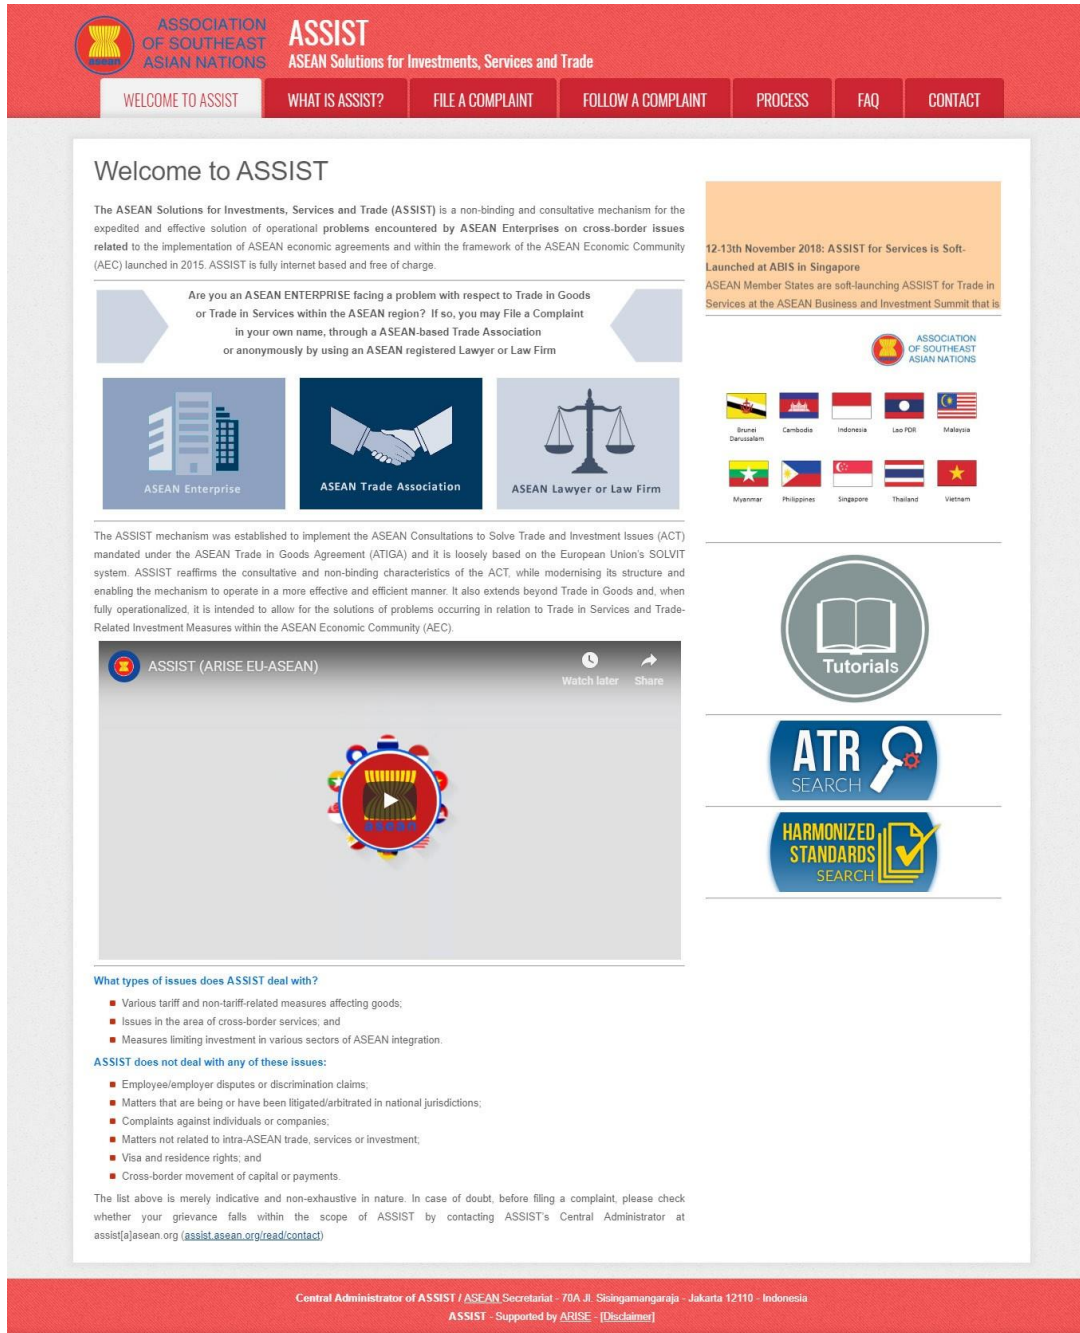 ASSOCIATION
OF SOUTHEAST
ASIAN NATIONS
asean
ASSIST
ASEAN Solutions for Investments, Services and Trade
WELCOME TO ASSIST
WHAT IS ASSIST?
FILE A COMPLAINT
FOLLOW A COMPLAINT
PROCESS
FAQ
CONTACT
Welcome to ASSIST
The ASEAN Solutions for Investments, Services and Trade (ASSIST) is a non-binding and consultative mechanism for the
expedited and effective solution of operational problems encountered by ASEAN Enterprises on cross-border issues
related to the implementation of ASEAN economic agreements and within the framework of the ASEAN Economic Community
(AEC) launched in 2015. ASSIST is fully internet based and free of charge.
Are you an ASEAN ENTERPRISE facing a problem with respect to Trade in Goods
or Trade in Services within the ASEAN region? If so, you may File a Complaint
in your own name, through a ASEAN-based Trade Association
or anonymously by using an ASEAN registered Lawyer or Law Firm
ASEAN Enterprise
ASEAN Trade Association
ASEAN Lawyer or Law Firm
The ASSIST mechanism was established to implement the ASEAN Consultations to Solve Trade and Investment Issues (ACT)
mandated under the ASEAN Trade in Goods Agreement (ATIGA) and it is loosely based on the European Union's SOLVIT
system. ASSIST reaffirms the consultative and non-binding characteristics of the ACT, while modernising its structure and
enabling the mechanism to operate in a more effective and efficient manner. It also extends beyond Trade in Goods and, when
fully operationalized, it is intended to allow for the solutions of problems occurring in relation to Trade in Services and Trade-
Related Investment Measures within the ASEAN Economic Community (AEC).
ASSIST (ARISE EU-ASEAN)
Watch later
Share
asean
What types of issues does ASSIST deal with?
Various tariff and non-tariff-related measures affecting goods;
Issues in the area of cross-border services; and
Measures limiting investment in various sectors of ASEAN integration.
ASSIST does not deal with any of these issues:
Employee/employer disputes or discrimination claims;
Matters that are being or have been litigated/arbitrated in national jurisdictions;
Complaints against individuals or companies;
Matters not related to intra-ASEAN trade, services or investment;
Visa and residence rights; and
Cross-border movement of capital or payments.
The list above is merely indicative and non-exhaustive in nature. In case of doubt, before filing a complaint, please check
whether your grievance falls within the scope of ASSIST by contacting ASSIST's Central Administrator at
assist[a]asean.org (assist.asean.org/read/contact)
12-13th November 2018: ASSIST for Services is Soft-
Launched at ABIS in Singapore
ASEAN Member States are soft-launching ASSIST for Trade in
Services at the ASEAN Business and Investment Summit that is
ASSOCIATION
OF SOUTHEAST
ASIAN NATIONS
Brunei
Darussalam
Cambodia
Indonesia
Lao PDR
Malaysia
Myanmar
Philippines
Singapore
Thailand
Vietnam
Tutorials
ATR
SEARCH
HARMONIZED
STANDARDS
SEARCH
Central Administrator of ASSIST / ASEAN Secretariat - 70A Jl. Sisingamangaraja - Jakarta 12110 - Indonesia
ASSIST - Supported by ARISE - [Disclaimer]